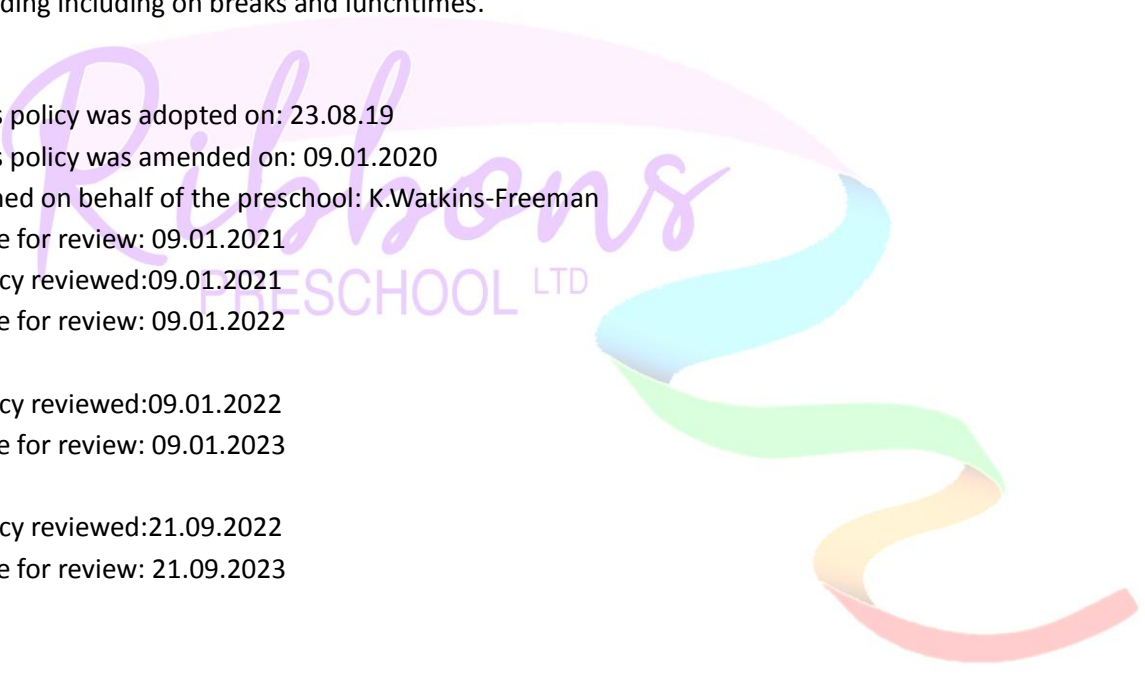 ding including on breaks and lunchtimes.
s policy was adopted on: 23.08.19
s policy was amended on: 09.01.2020
ned on behalf of the preschool: K.Watkins-Freeman
e for review: 09.01.2021
cy reviewed:09.01.2021
e for review: 09.01.2022
cy reviewed:09.01.2022
e for review: 09.01.2023
cy reviewed:21.09.2022
e for review: 21.09.2023
Ribbons
PRESCHOOL LTD